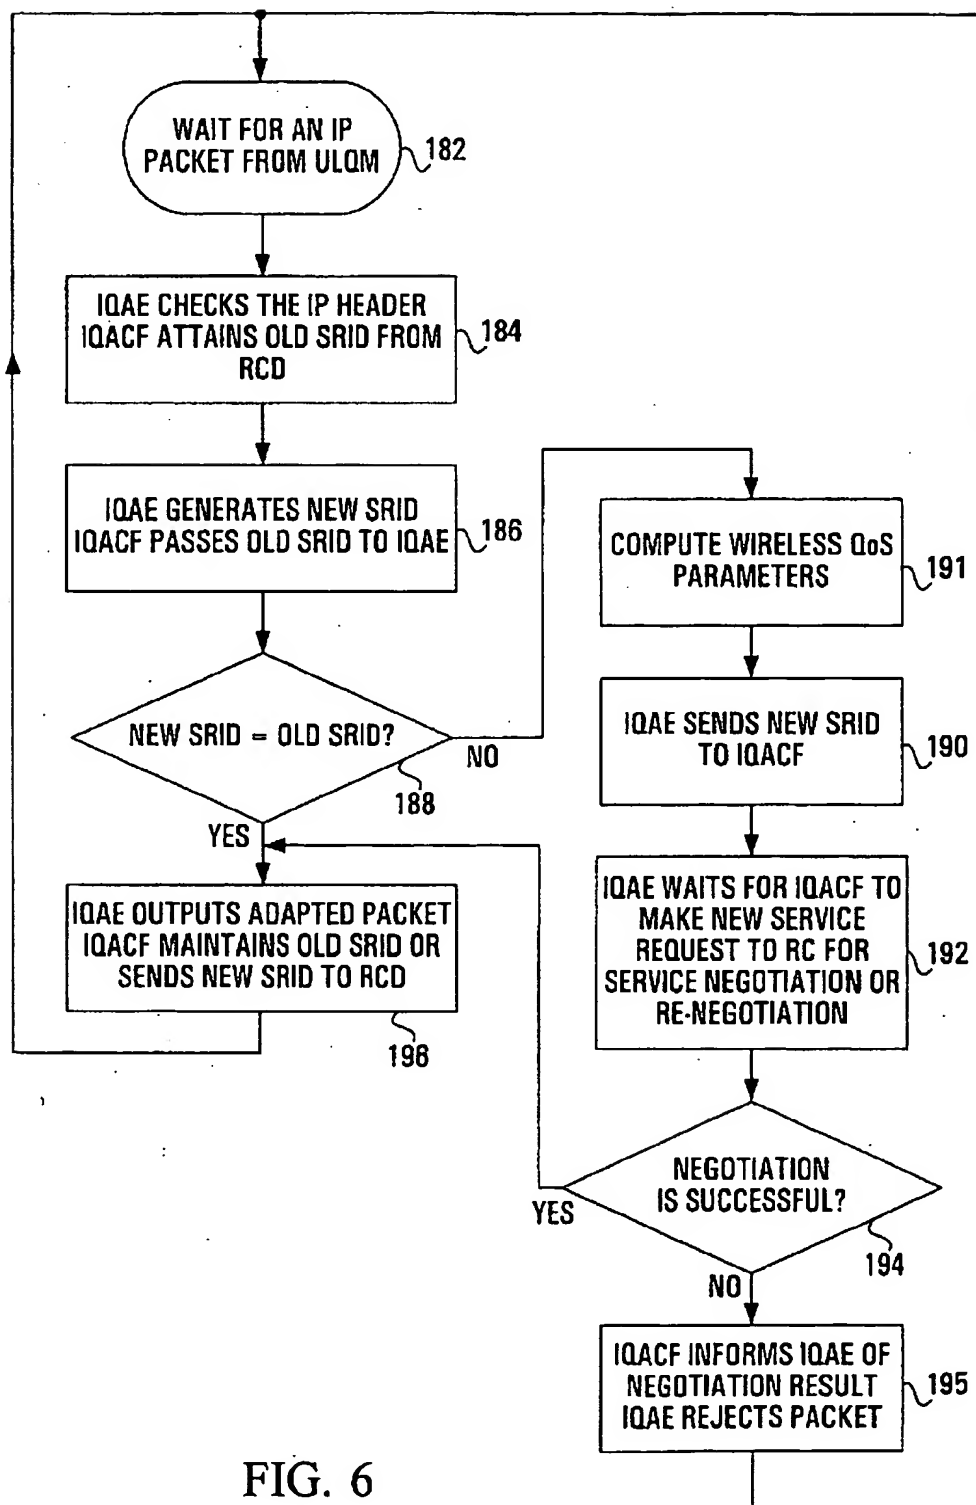 WAIT FOR AN IP
PACKET FROM ULQM
182
IQAE CHECKS THE IP HEADER
IQACF ATTAINS OLD SRID FROM
RCD
184
IQAE GENERATES NEW SRID
IQACF PASSES OLD SRID TO IQAE
186
NEW SRID = OLD SRID?
NO
188
YES
IQAE OUTPUTS ADAPTED PACKET
IQACF MAINTAINS OLD SRID OR
SENDS NEW SRID TO RCD
196
COMPUTE WIRELESS QoS
PARAMETERS
191
IQAE SENDS NEW SRID
TO IQACF
190
IQAE WAITS FOR IQACF TO
MAKE NEW SERVICE
REQUEST TO RC FOR
SERVICE NEGOTIATION OR
RE-NEGOTIATION
192
NEGOTIATION
IS SUCCESSFUL?
YES
194
NO
IQACF INFORMS IQAE OF
NEGOTIATION RESULT
IQAE REJECTS PACKET
195
FIG. 6